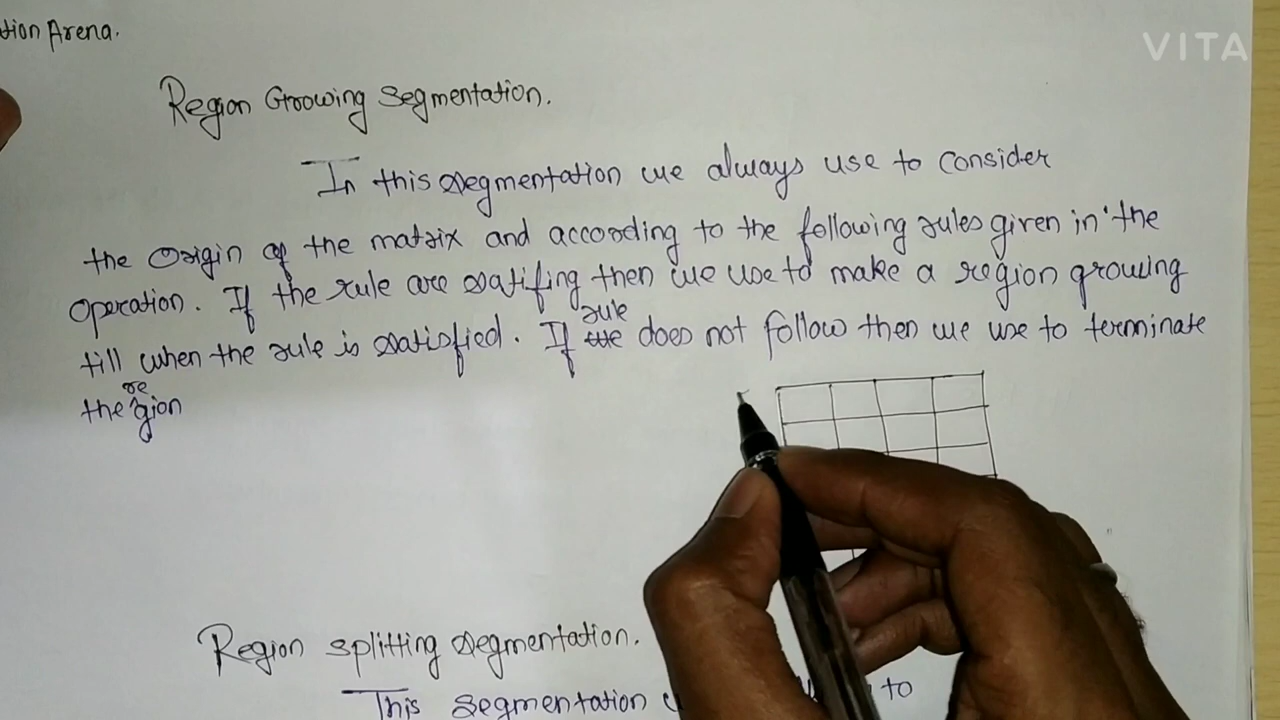 tion Arena.
VITA
Region Growing Segmentation.
In this segmentation we always use to consider
the Origin of the matrix and according to the following rules given in the
operation. If the rule are satifing then we use to make a region growing
till when the rule is satisfied. If rule does not follow then we use to terminate
the region
Region splitting segmentation.
This segmentation to